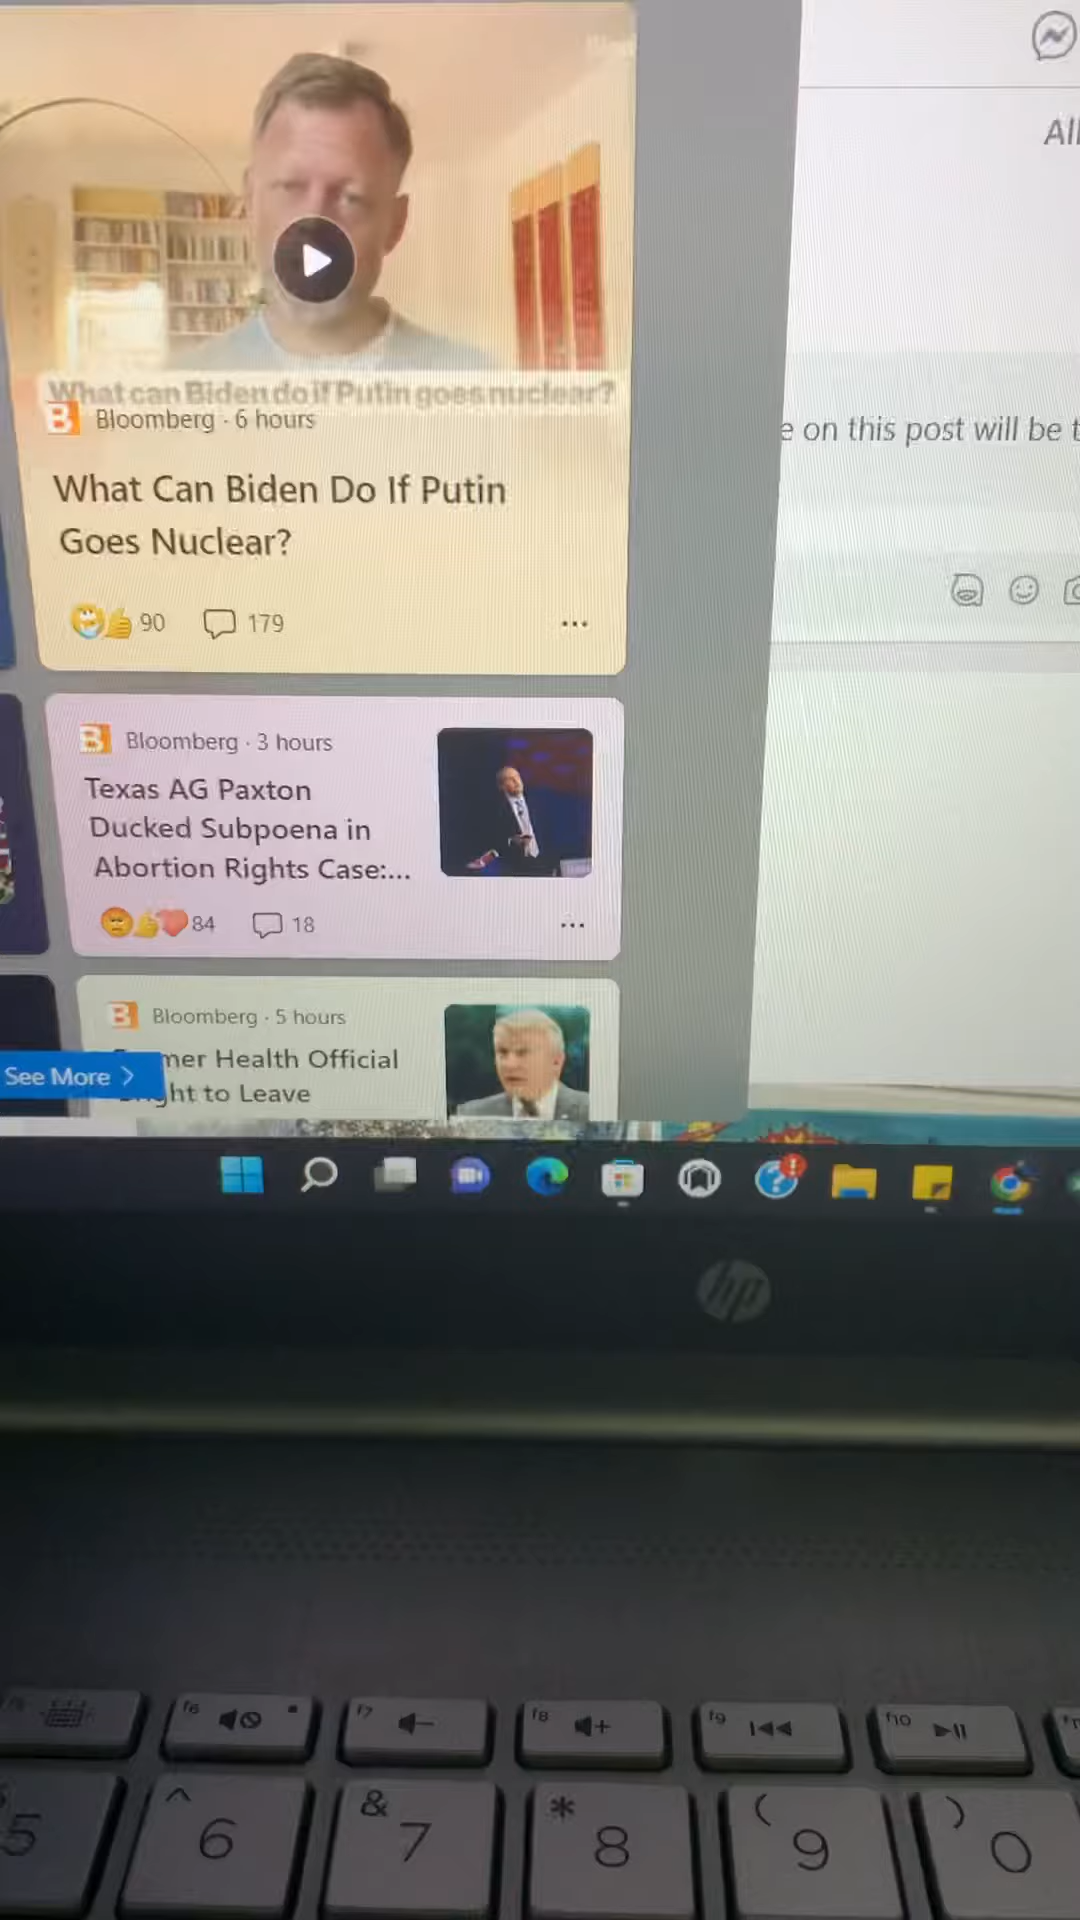 All
What can Biden do if Putin goes nuclear?
Bloomberg · 6 hours
e on this post will be t
What Can Biden Do If Putin
Goes Nuclear?
90
179
...
Bloomberg · 3 hours
Texas AG Paxton
Ducked Subpoena in
Abortion Rights Case:...
84
18
...
Bloomberg · 5 hours
mer Health Official
ht to Leave
See More >
hp
f6
f7
f8
f9
f10
5
^ 6
& 7
* 8
( 9
) 0